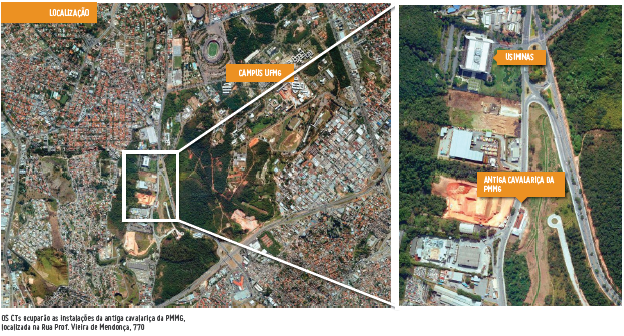 LOCALIZAÇÃO
CAMPUS UFMG
USIMINAS
ANTIGA CAVALARIÇA DA
PMMG
OS CTs ocuparão as instalações da antiga cavalariça da PMMG,
localizada na Rua Prof. Vieira de Mendonça, 770